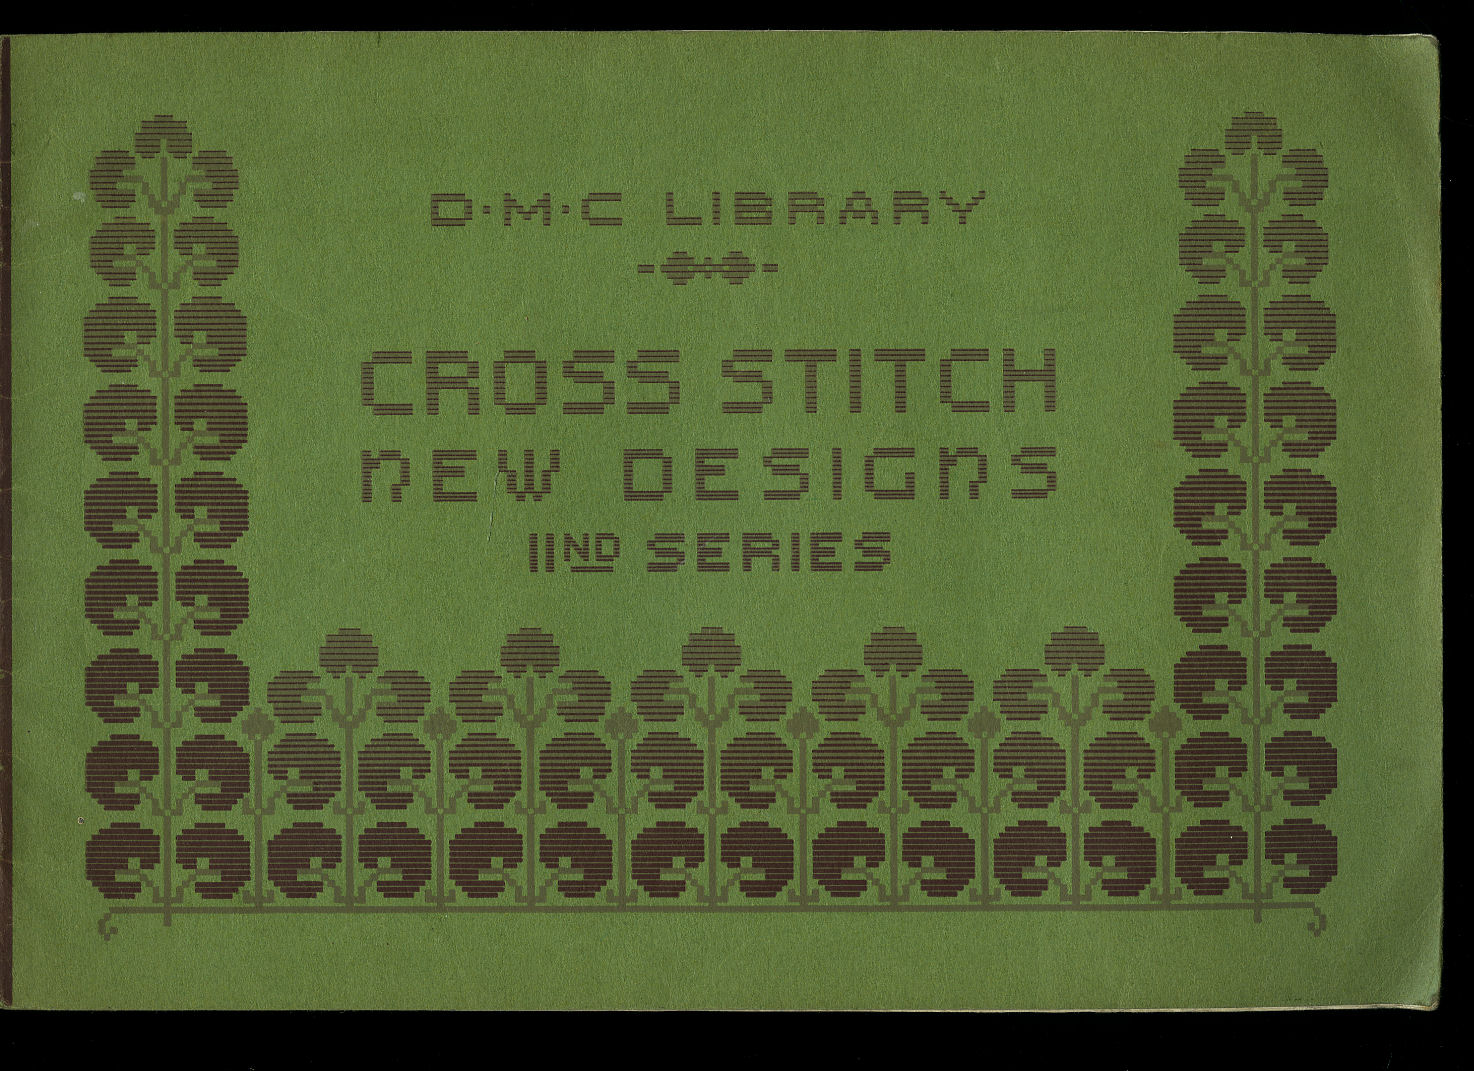 D·M·C LIBRARY
CROSS STITCH
NEW DESIGNS
IIND SERIES